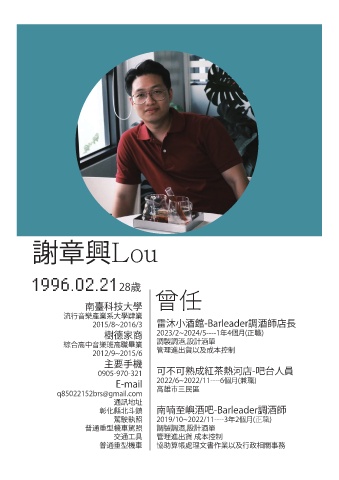 謝章興Lou
1996.02.21 28歲
南臺科技大學
流行音樂產業系大學肄業
2015/8~2016/3
樹德家商
綜合高中音樂班高職畢業
2012/9~2015/6
主要手機
0905-970-321
E-mail
q85022152brs@gmail.com
通訊地址
彰化縣北斗鎮
駕駛執照
普通重型機車駕照
交通工具
普通重型機車
曾任
雷沐小酒館-Barleader調酒師店長
2023/2~2024/5----1年4個月(正職)
調製調酒,設計酒單
管理進出貨以及成本控制
可不可熟成紅茶熱河店-吧台人員
2022/6~2022/11----6個月(兼職)
高雄市三民區
南喃至嶼酒吧-Barleader調酒師
2019/10~2022/11----3年2個月(正職)
調製調酒,設計酒單
管理進出貨 成本控制
協助算帳處理文書作業以及行政相關事務